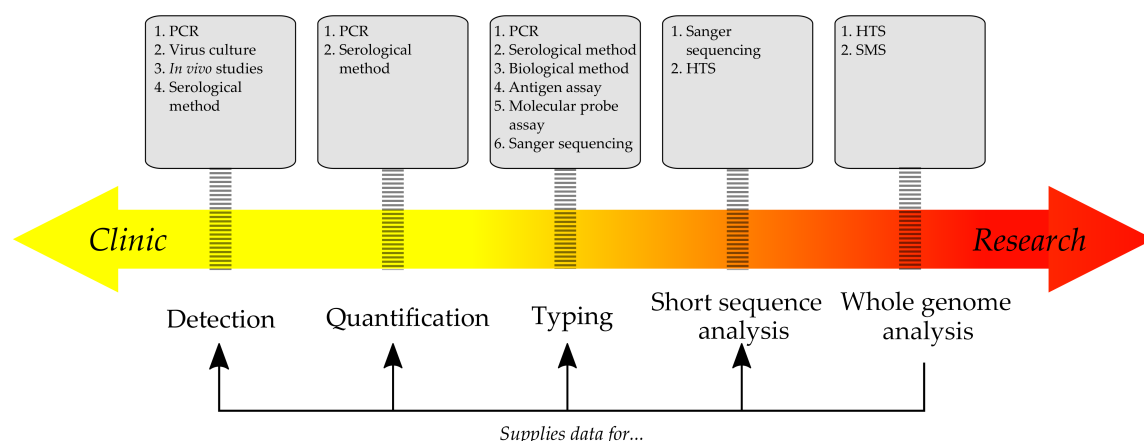 1. PCR
2. Virus culture
3. In vivo studies
4. Serological
method
1. PCR
2. Serological
method
1. PCR
2. Serological method
3. Biological method
4. Antigen assay
5. Molecular probe
assay
6. Sanger sequencing
1. Sanger
sequencing
2. HTS
1. HTS
2. SMS
Clinic
Research
Detection
Quantification
Typing
Short sequence
analysis
Whole genome
analysis
Supplies data for...